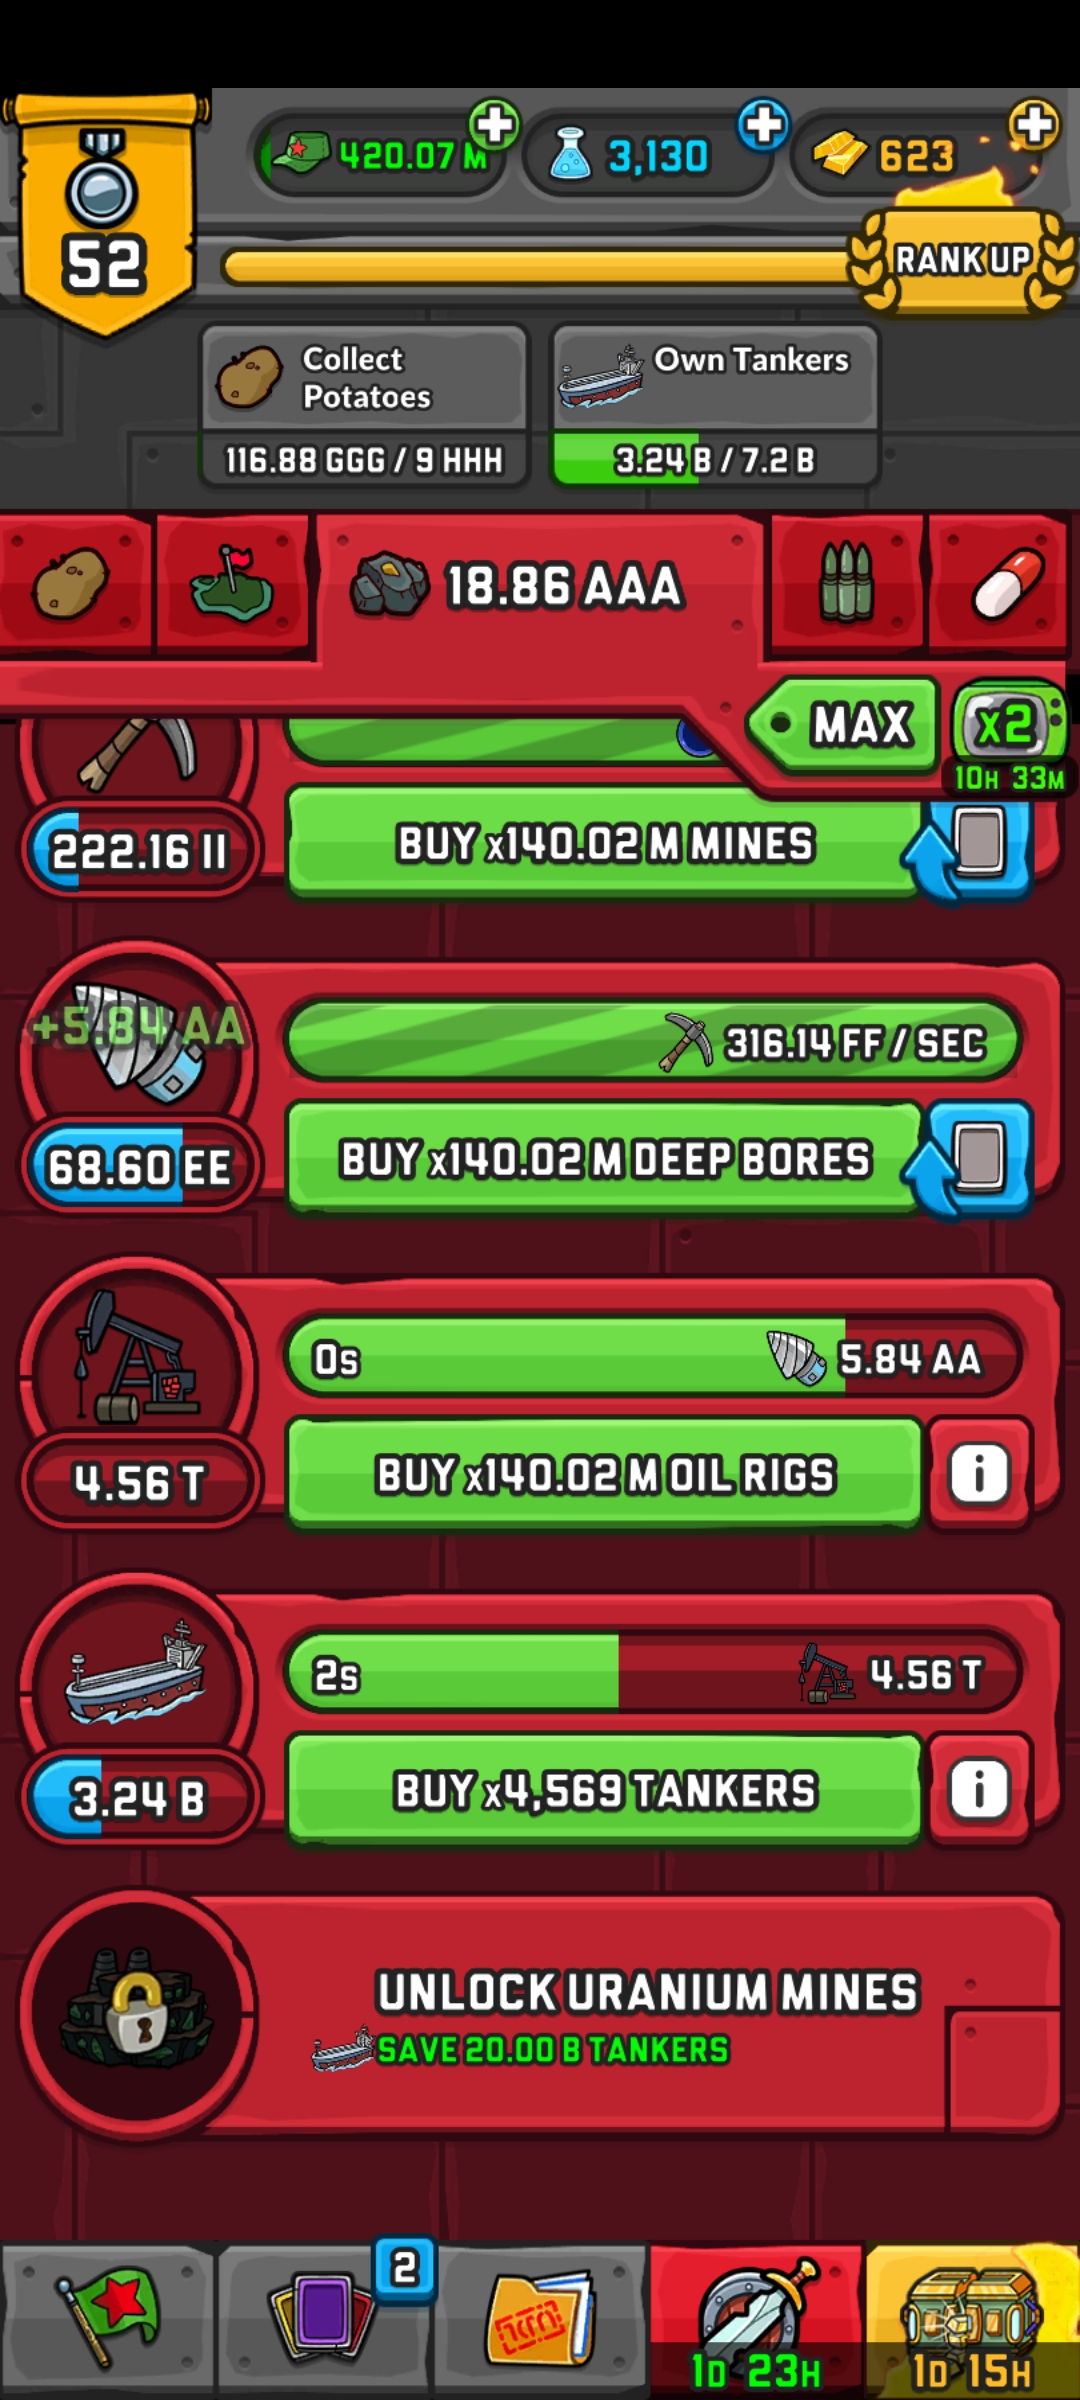 420.07 M
3,130
623
52
RANK UP
Collect
Potatoes
Own Tankers
116.88 GGG / 9 HHH
3.24 B / 7.2 B
18.86 AAA
MAX
x2
10H 33M
222.16 II
BUY x140.02 M MINES
+5.84 AA
316.14 FF / SEC
68.60 EE
BUY x140.02 M DEEP BORES
0s
5.84 AA
4.56 T
BUY x140.02 M OIL RIGS
i
2s
4.56 T
3.24 B
BUY x4,569 TANKERS
i
UNLOCK URANIUM MINES
SAVE 20.00 B TANKERS
2
1D 23H
1D 15H